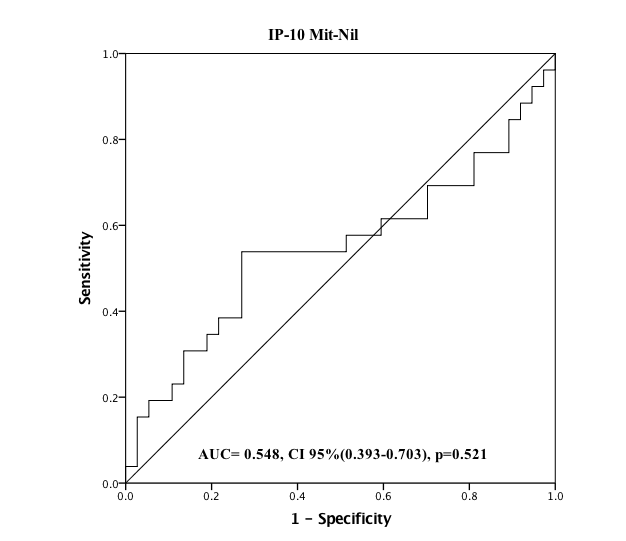 IP-10 Mit-Nil
1.0
0.8
0.6
0.4
0.2
0.0
Sensitivity
AUC= 0.548, CI 95%(0.393-0.703), p=0.521
0.0 0.2 0.4 0.6 0.8 1.0
1 - Specificity